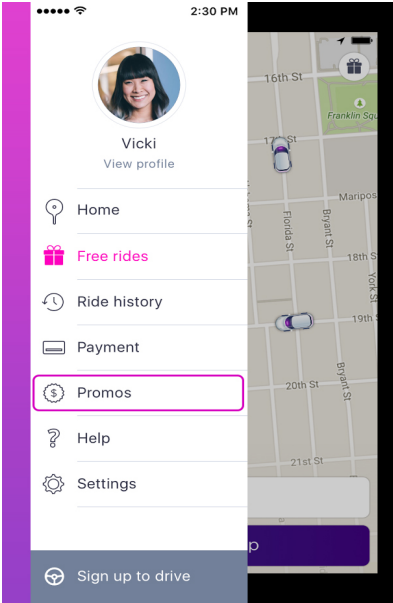 2:30 PM
Vicki
View profile
Home
Free rides
Ride history
Payment
Promos
Help
Settings
Sign up to drive
16th St
Franklin Squ
17th St
Mariposa
Florida St
Bryant St
18th S
York St
19th
Bryant St
20th St
21st St
p